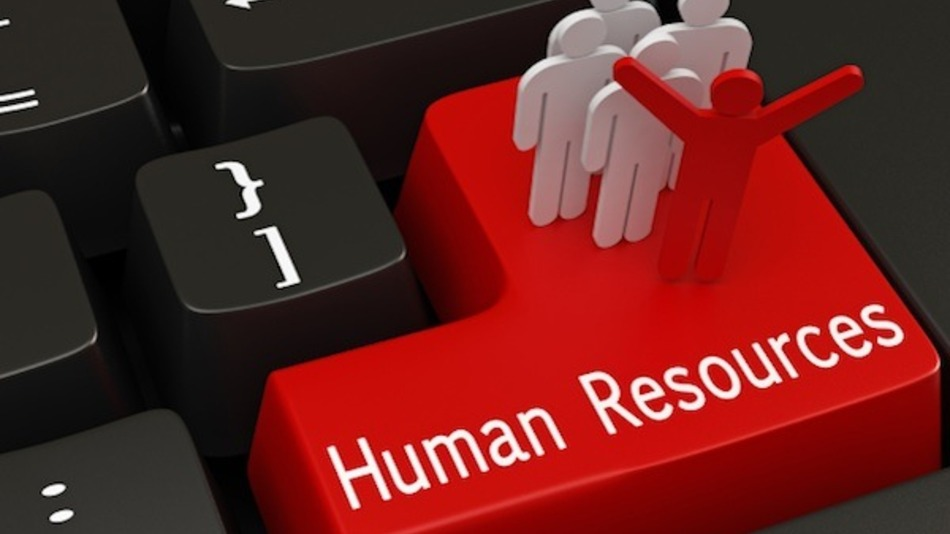 =
}
]
:
Human Resources